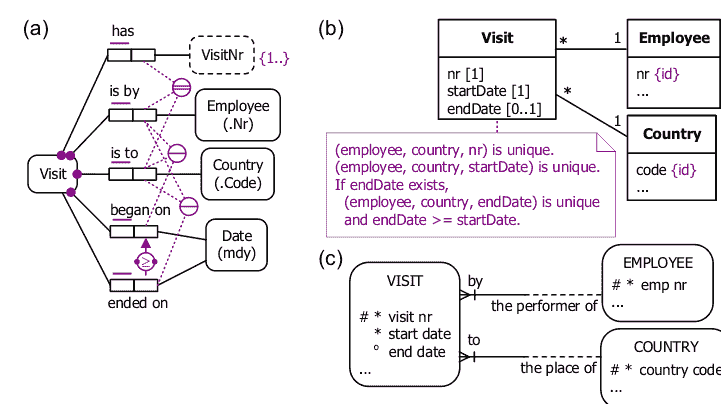 (a)
has
VisitNr
{1..}
is by
Employee
(.Nr)
is to
Country
(.Code)
Visit
began on
Date
(mdy)
≥
ended on
(b)
Visit
nr [1]
startDate [1]
endDate [0..1]
*
1
Employee
nr {id}
...
*
1
Country
code {id}
...
(employee, country, nr) is unique.
(employee, country, startDate) is unique.
If endDate exists,
(employee, country, endDate) is unique
and endDate >= startDate.
(c)
VISIT
# * visit nr
* start date
° end date
...
by
the performer of
EMPLOYEE
# * emp nr
...
to
the place of
COUNTRY
# * country code
...